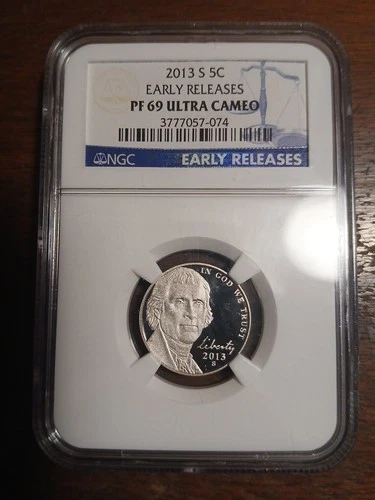 2013 S 5C
EARLY RELEASES
PF 69 ULTRA CAMEO
3777057-074
NGC
EARLY RELEASES
IN GOD WE TRUST
Liberty
2013
S